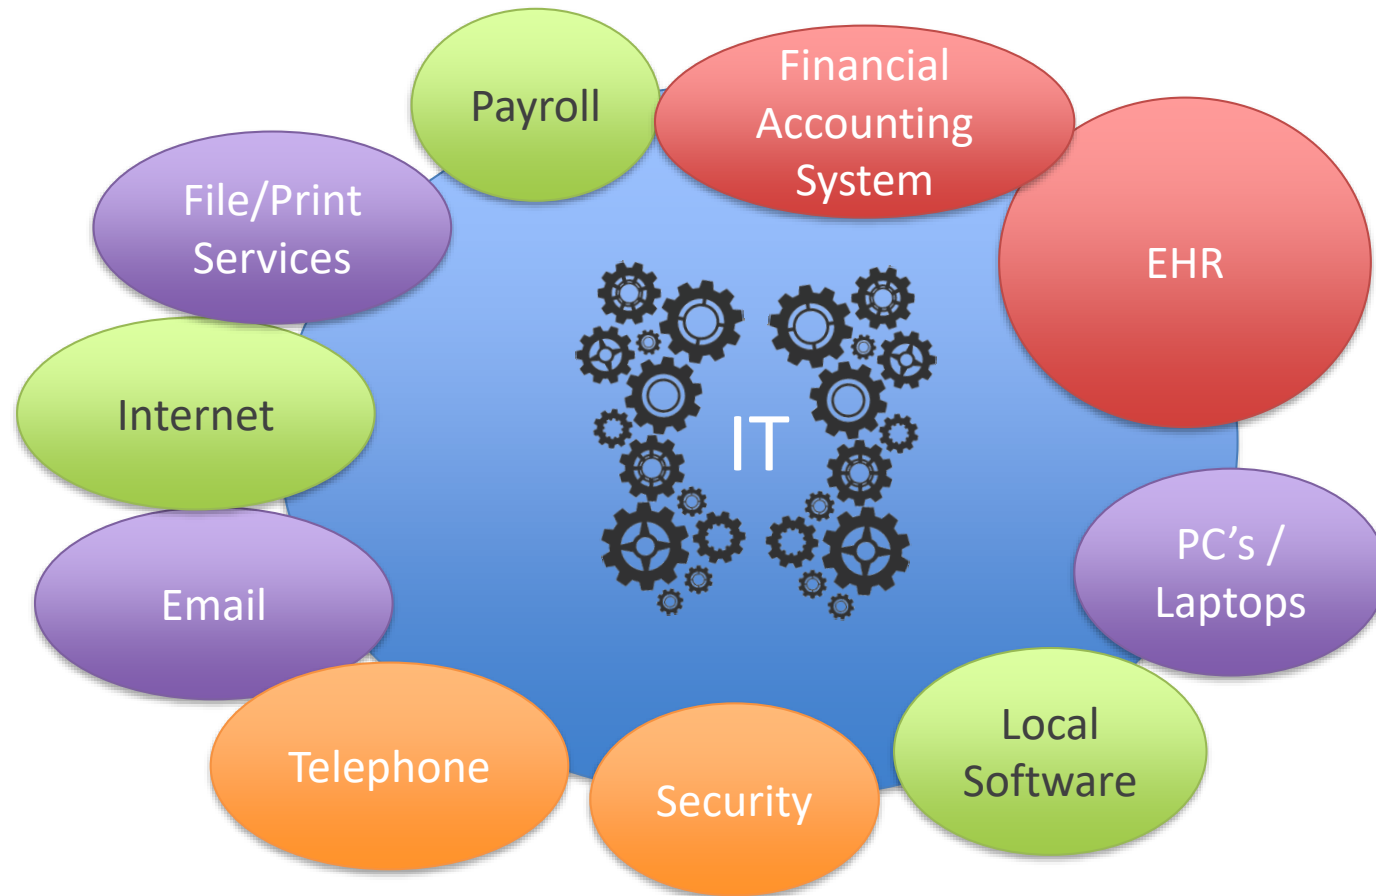 Payroll
Financial
Accounting
System
File/Print
Services
EHR
Internet
IT
PC’s /
Laptops
Email
Local
Software
Telephone
Security